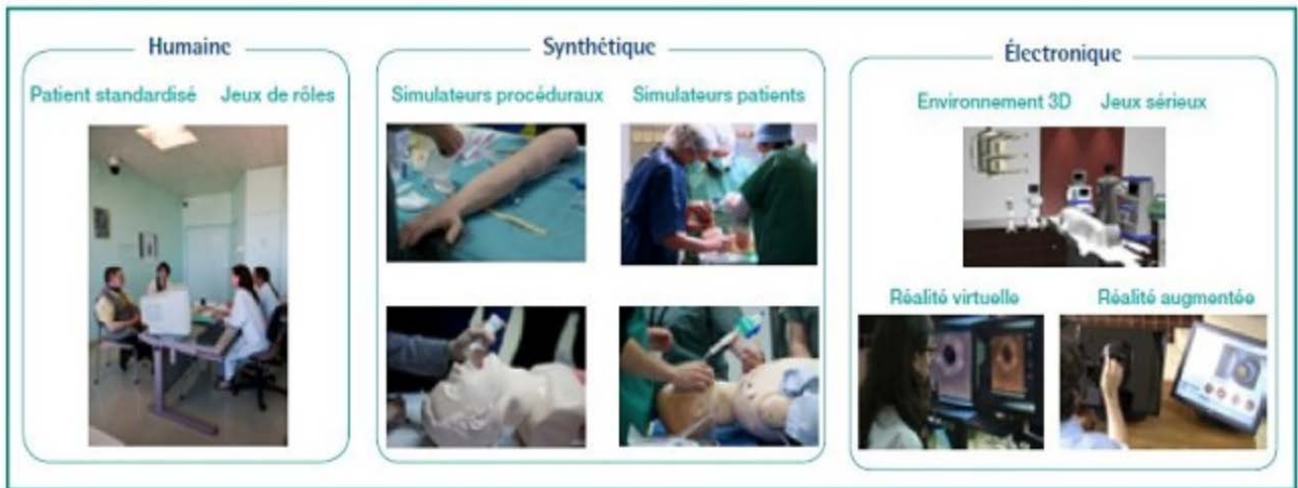 Humaine
Patient standardisé Jeux de rôles
Synthétique
Simulateurs procéduraux Simulateurs patients
Électronique
Environnement 3D Jeux sérieux
Réalité virtuelle Réalité augmentée